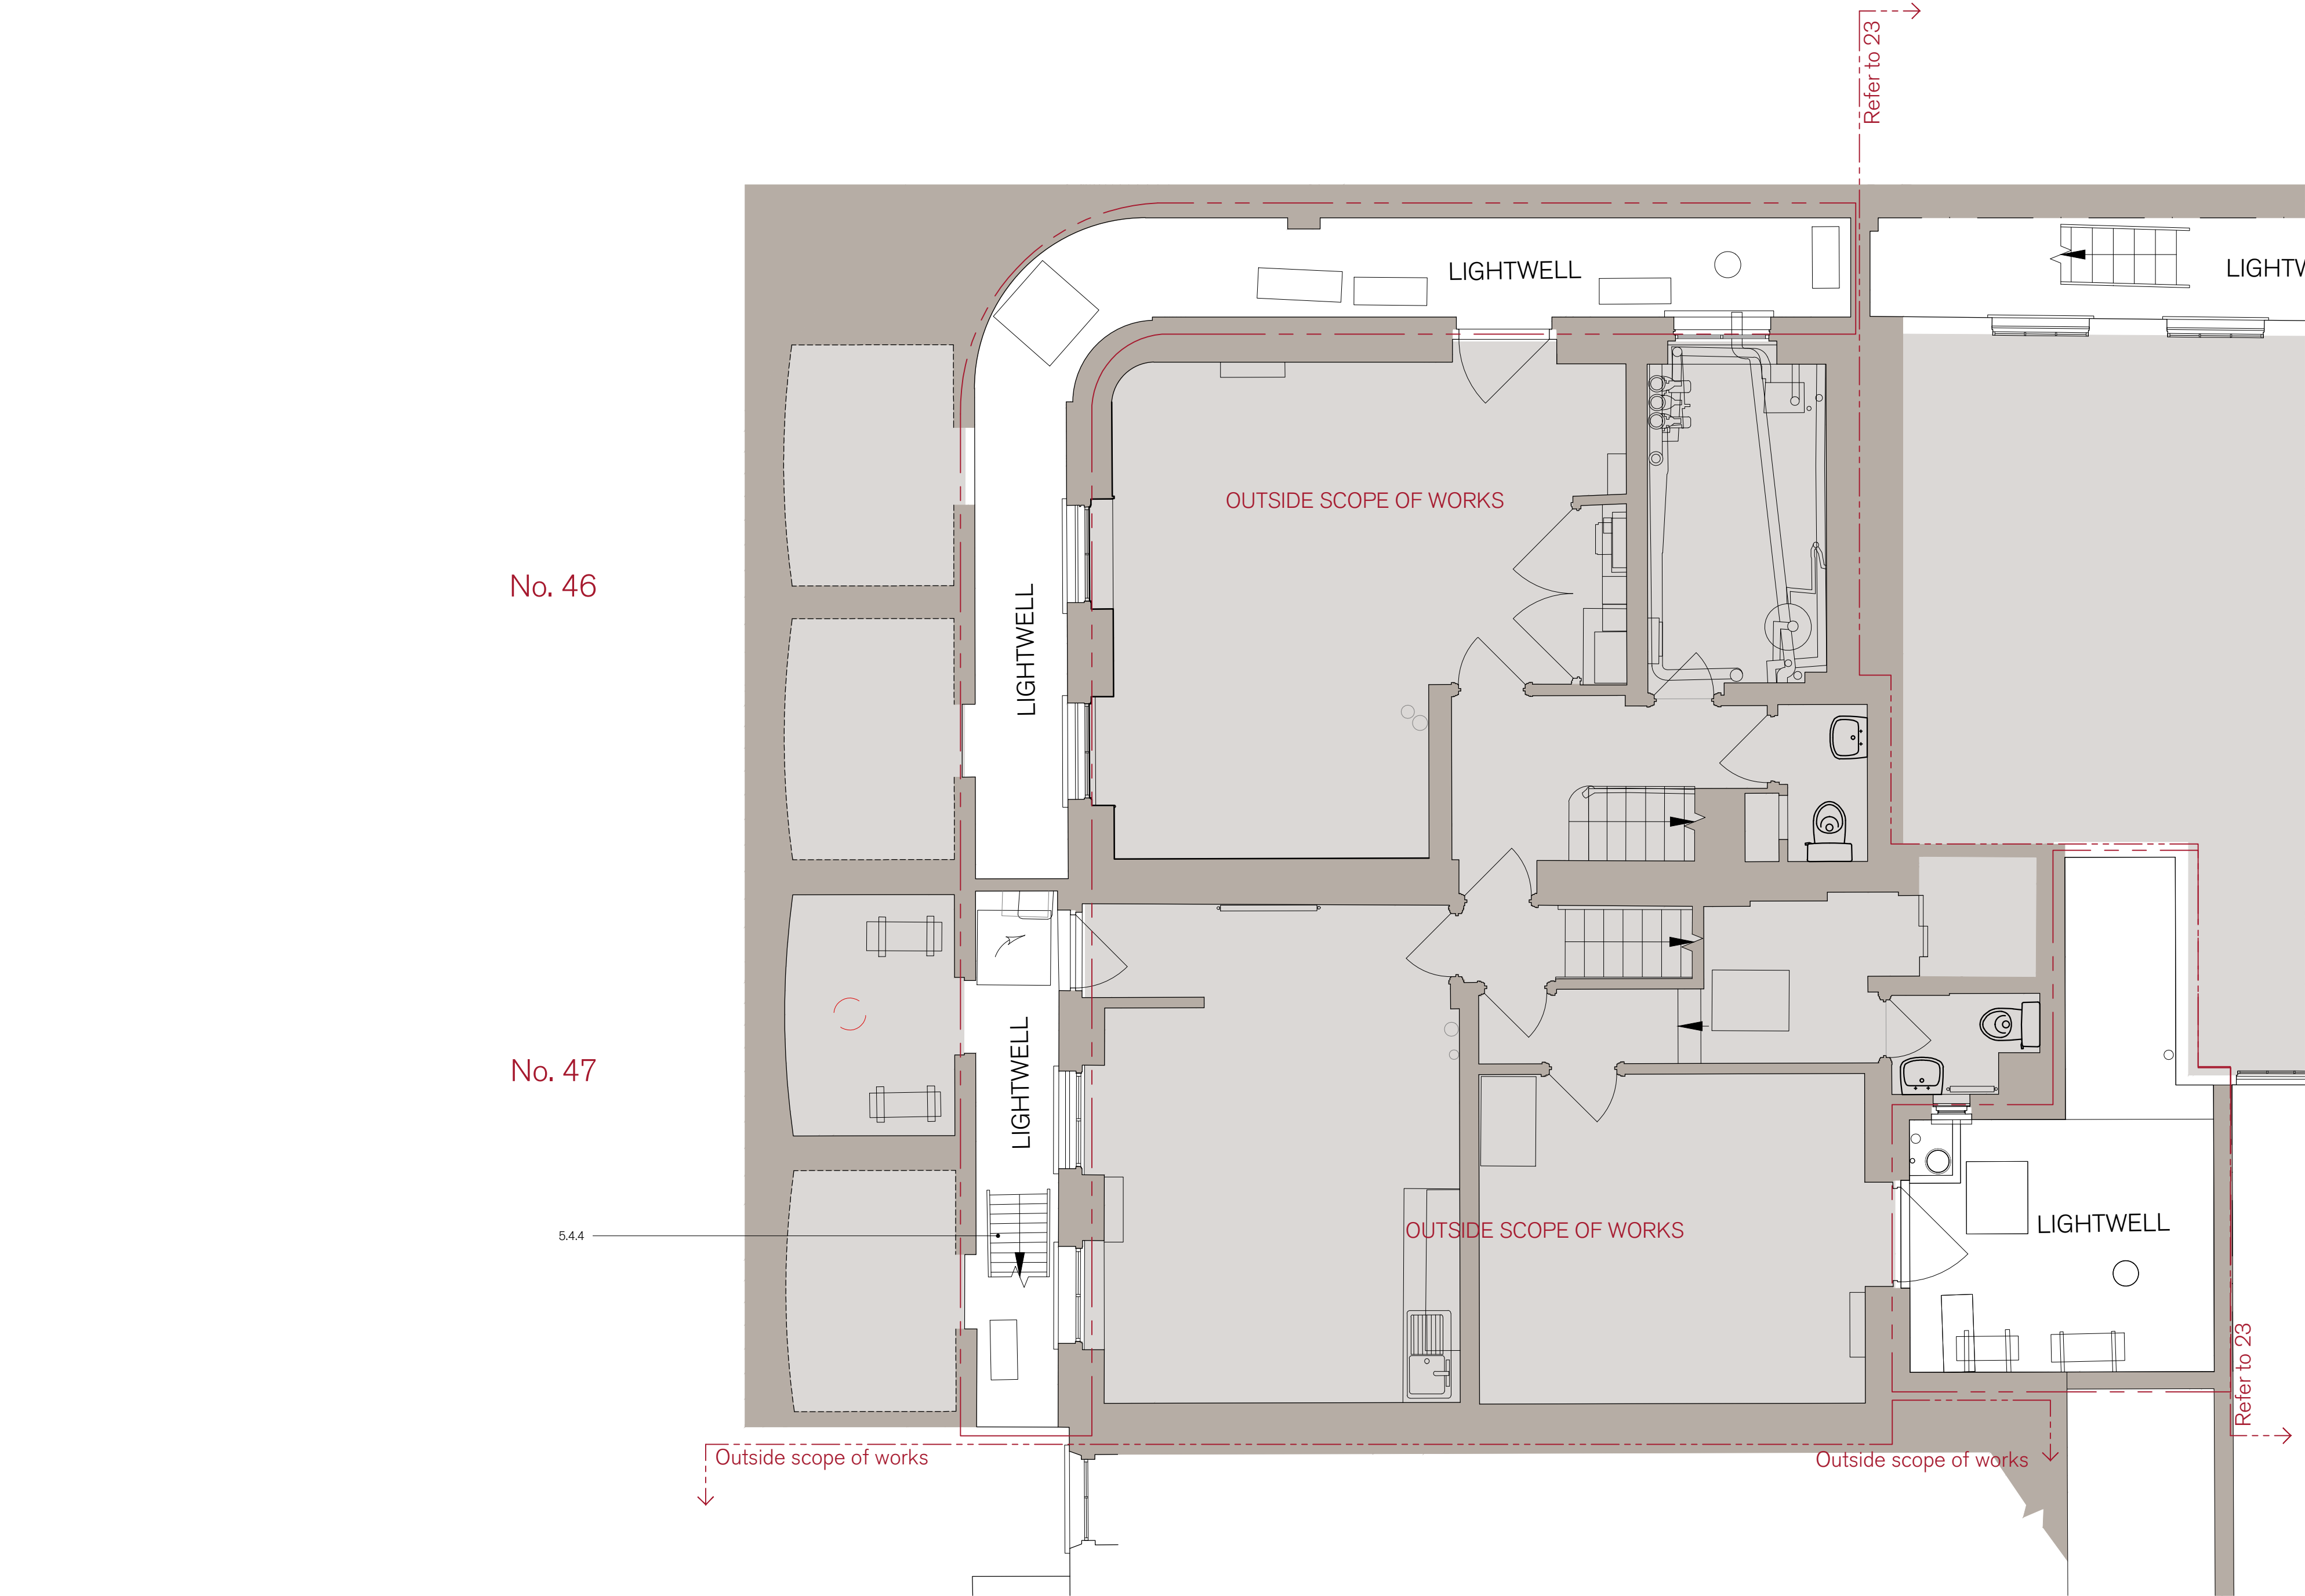 Refer to 23
LIGHTWELL
LIGHTW
OUTSIDE SCOPE OF WORKS
No. 46
LIGHTWELL
LIGHTWELL
No. 47
5.4.4
OUTSIDE SCOPE OF WORKS
LIGHTWELL
Refer to 23
Outside scope of works
Outside scope of works